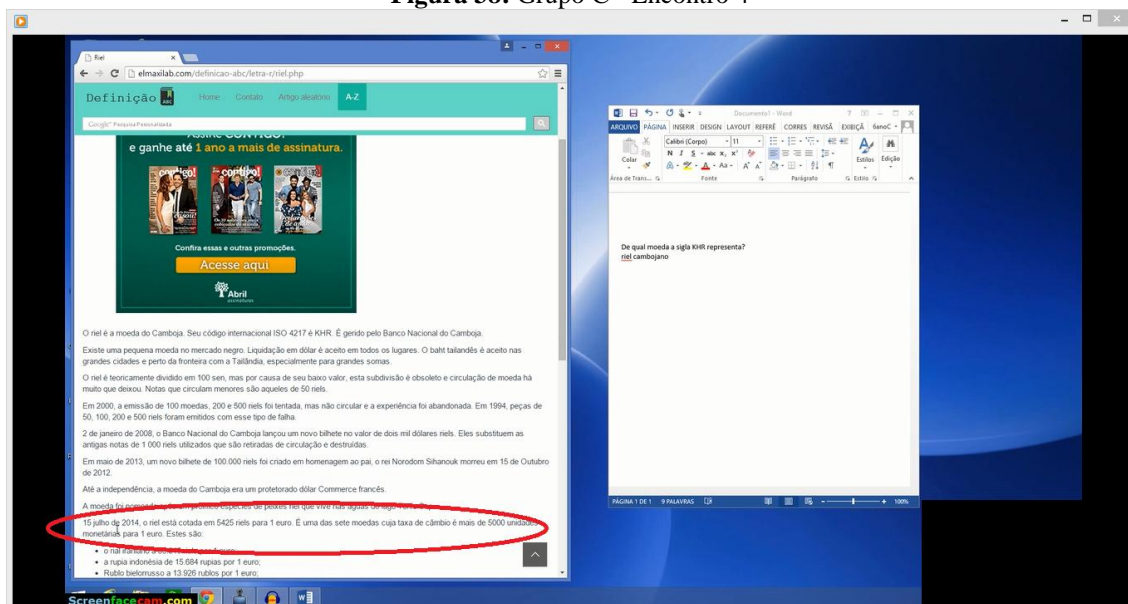 Figura 38: Grupo C - Encontro 4
Riel
elmaxilab.com/definicao-abc/letra-r/riel.php
Definição ABC Home Contato Artigo aleatório A-Z
Google Pesquisa Personalizada
Assine CONTIGO!
e ganhe até 1 ano a mais de assinatura.
contigo! contigo! contigo!
Confira essas e outras promoções.
Acesse aqui
Abril
assinaturas
O riel é a moeda do Camboja. Seu código internacional ISO 4217 é KHR. É gerido pelo Banco Nacional do Camboja.
Existe uma pequena moeda no mercado negro. Liquidação em dólar é aceito em todos os lugares. O baht tailandês é aceito nas
grandes cidades e perto da fronteira com a Tailândia, especialmente para grandes somas.
O riel é teoricamente dividido em 100 sen, mas por causa de seu baixo valor, esta subdivisão é obsoleto e circulação de moeda há
muito que deixou. Notas que circulam menores são aqueles de 50 riels.
Em 2000, a emissão de 100 moedas, 200 e 500 riels foi tentada, mas não circular e a experiência foi abandonada. Em 1994, peças de
50, 100, 200 e 500 riels foram emitidos com esse tipo de falha.
2 de janeiro de 2008, o Banco Nacional do Camboja lançou um novo bilhete no valor de dois mil dólares riels. Eles substituem as
antigas notas de 1 000 riels utilizados que são retiradas de circulação e destruídas.
Em maio de 2013, um novo bilhete de 100.000 riels foi criado em homenagem ao pai, o rei Norodom Sihanouk morreu em 15 de Outubro
de 2012.
Até a independência, a moeda do Camboja era um protetorado dólar Commerce francês.
A moeda foi
15 julho de 2014, o riel está cotada em 5425 riels para 1 euro. É uma das sete moedas cuja taxa de câmbio é mais de 5000 unidades
monetárias para 1 euro. Estes são:
a rupia indonésia de 15.684 rupias por 1 euro;
Rublo bielorrusso a 13.926 rublos por 1 euro;
Screenfacecam.com
Documento1 - Word
ARQUIVO PÁGINA INSERIR DESIGN LAYOUT REFERÊ CORRES REVISÃ EXIBIÇÃ 6anoC
Calibri (Corpo) 11
Colar
N I S abc x₂ x²
Estilos Edição
Área de Trans... Fonte Parágrafo Estilo
De qual moeda a sigla KHR representa?
riel cambojano
PÁGINA 1 DE 1 9 PALAVRAS 100%